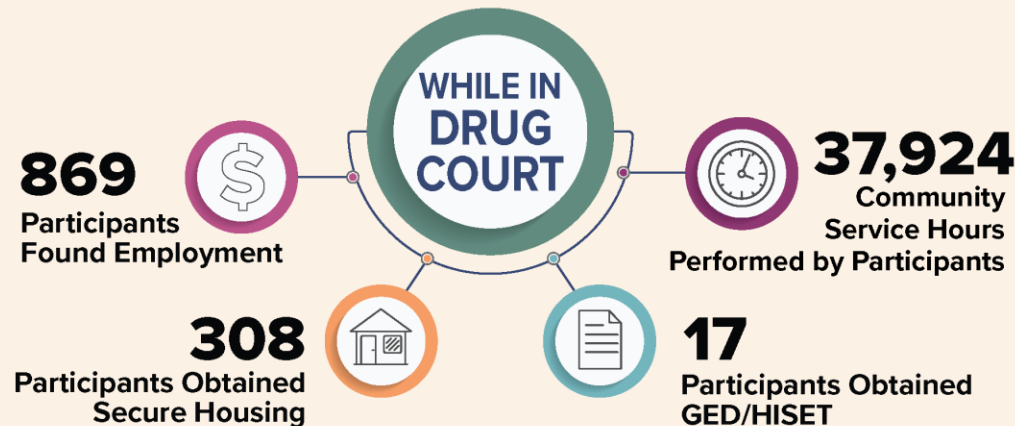 WHILE IN
DRUG
COURT
869
Participants
Found Employment
37,924
Community
Service Hours
Performed by Participants
308
Participants Obtained
Secure Housing
17
Participants Obtained
GED/HISET